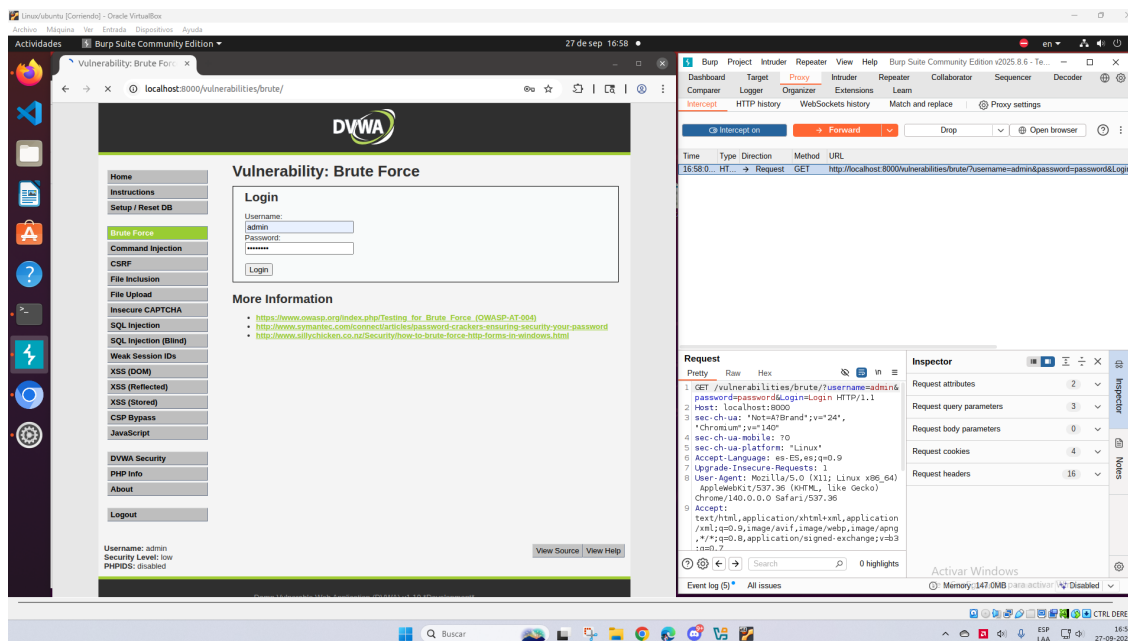 Linux/ubuntu [Corriendo] - Oracle VirtualBox
Archivo Máquina Ver Entrada Dispositivos Ayuda
Actividades Burp Suite Community Edition 27 de sep 16:58 en
Vulnerability: Brute Forc
localhost:8000/vulnerabilities/brute/
DVWA
Home
Instructions
Setup / Reset DB
Brute Force
Command Injection
CSRF
File Inclusion
File Upload
Insecure CAPTCHA
SQL Injection
SQL Injection (Blind)
Weak Session IDs
XSS (DOM)
XSS (Reflected)
XSS (Stored)
CSP Bypass
JavaScript
DVWA Security
PHP Info
About
Logout
Vulnerability: Brute Force
Login
Username:
admin
Password:
••••••••
Login
More Information
https://www.owasp.org/index.php/Testing_for_Brute_Force_(OWASP-AT-004)
http://www.symantec.com/connect/articles/password-crackers-ensuring-security-your-password
http://www.sillychicken.co.nz/Security/how-to-brute-force-http-forms-in-windows.html
Username: admin
Security Level: low
PHPIDS: disabled
View Source View Help
Burp Project Intruder Repeater View Help Burp Suite Community Edition v2025.8.6 - Te...
Dashboard Target Proxy Intruder Repeater Collaborator Sequencer Decoder
Comparer Logger Organizer Extensions Learn
Intercept HTTP history WebSockets history Match and replace Proxy settings
Intercept on Forward Drop Open browser
Time Type Direction Method URL
16:58:0... HT... → Request GET http://localhost:8000/vulnerabilities/brute/?username=admin&password=password&Logi
Request
Pretty Raw Hex \n
1 GET /vulnerabilities/brute/?username=admin&
password=password&Login=Login HTTP/1.1
2 Host: localhost:8000
3 sec-ch-ua: "Not=A?Brand";v="24",
"Chromium";v="140"
4 sec-ch-ua-mobile: ?0
5 sec-ch-ua-platform: "Linux"
6 Accept-Language: es-ES,es;q=0.9
7 Upgrade-Insecure-Requests: 1
8 User-Agent: Mozilla/5.0 (X11; Linux x86_64)
AppleWebKit/537.36 (KHTML, like Gecko)
Chrome/140.0.0.0 Safari/537.36
9 Accept:
text/html,application/xhtml+xml,application
/xml;q=0.9,image/avif,image/webp,image/apng
,*/*;q=0.8,application/signed-exchange;v=b3
;q=0.7
Search 0 highlights
Inspector
Request attributes 2
Request query parameters 3
Request body parameters 0
Request cookies 4
Request headers 16
Inspector
Notes
Activar Windows
Event log (5) All issues Memory: 147.0MB para activar Disabled
CTRL DERE
Buscar
ESP
LAA
16:5
27-09-20